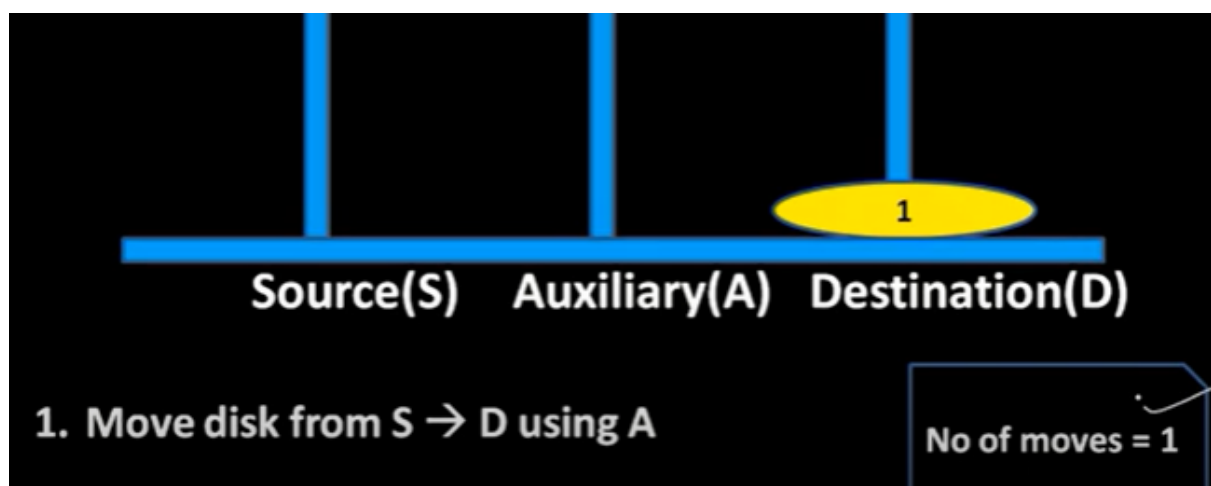 1
Source(S) Auxiliary(A) Destination(D)
1. Move disk from S → D using A
No of moves = 1